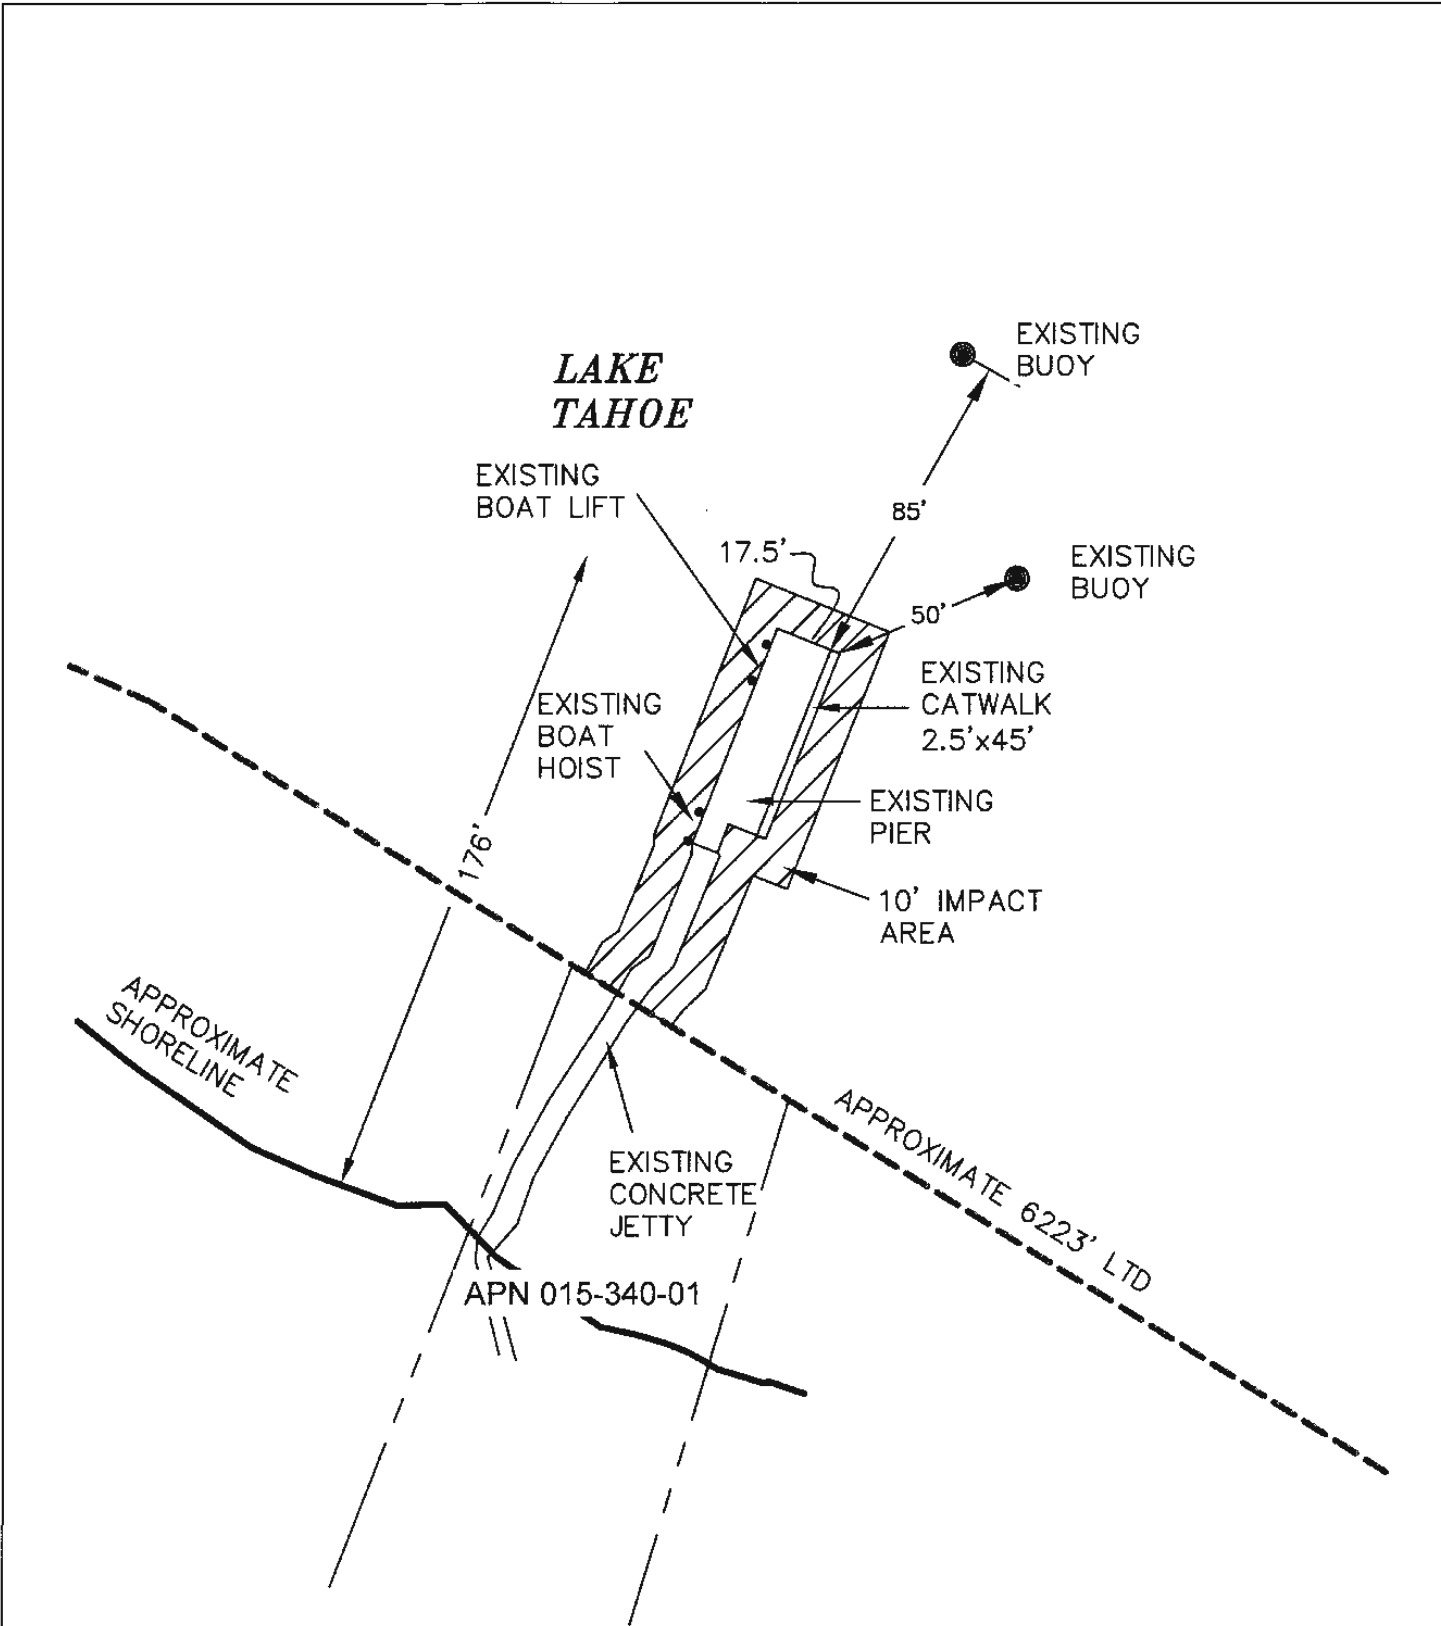 EXISTING
BUOY
LAKE
TAHOE
EXISTING
BOAT LIFT
85'
17.5'
EXISTING
BUOY
50'
EXISTING
CATWALK
2.5'x45'
EXISTING
BOAT
HOIST
EXISTING
PIER
176'
10' IMPACT
AREA
APPROXIMATE
SHORELINE
APPROXIMATE 6223' LTD
EXISTING
CONCRETE
JETTY
APN 015-340-01